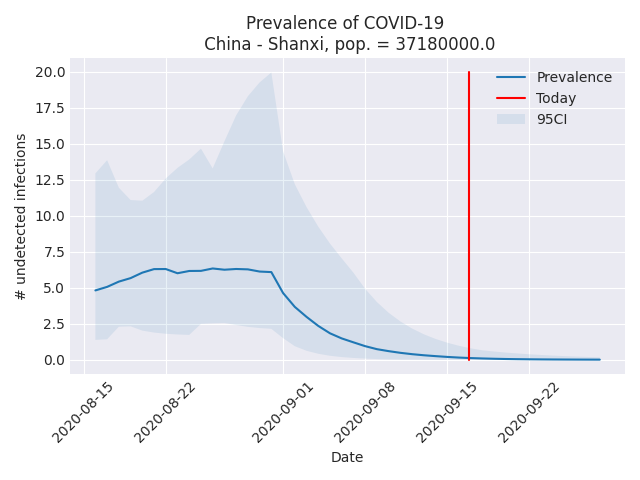 Prevalence of COVID-19
China - Shanxi, pop. = 37180000.0
20.0
17.5
15.0
12.5
10.0
7.5
5.0
2.5
0.0
# undetected infections
Prevalence
Today
95CI
2020-08-15
2020-08-22
2020-09-01
2020-09-08
2020-09-15
2020-09-22
Date